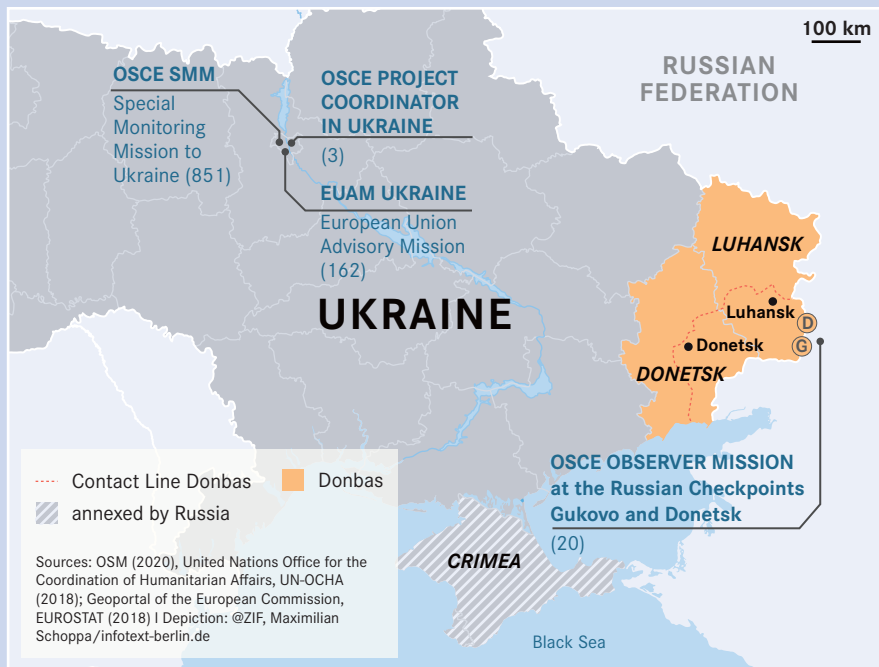 100 km
RUSSIAN
FEDERATION
OSCE SMM
Special
Monitoring
Mission to
Ukraine (851)
OSCE PROJECT
COORDINATOR
IN UKRAINE
(3)
EUAM UKRAINE
European Union
Advisory Mission
(162)
UKRAINE
LUHANSK
Luhansk
D
G
Donetsk
DONETSK
OSCE OBSERVER MISSION
at the Russian Checkpoints
Gukovo and Donetsk
(20)
CRIMEA
Black Sea
Contact Line Donbas
Donbas
annexed by Russia
Sources: OSM (2020), United Nations Office for the
Coordination of Humanitarian Affairs, UN-OCHA
(2018); Geoportal of the European Commission,
EUROSTAT (2018) I Depiction: @ZIF, Maximilian
Schoppa/infotext-berlin.de